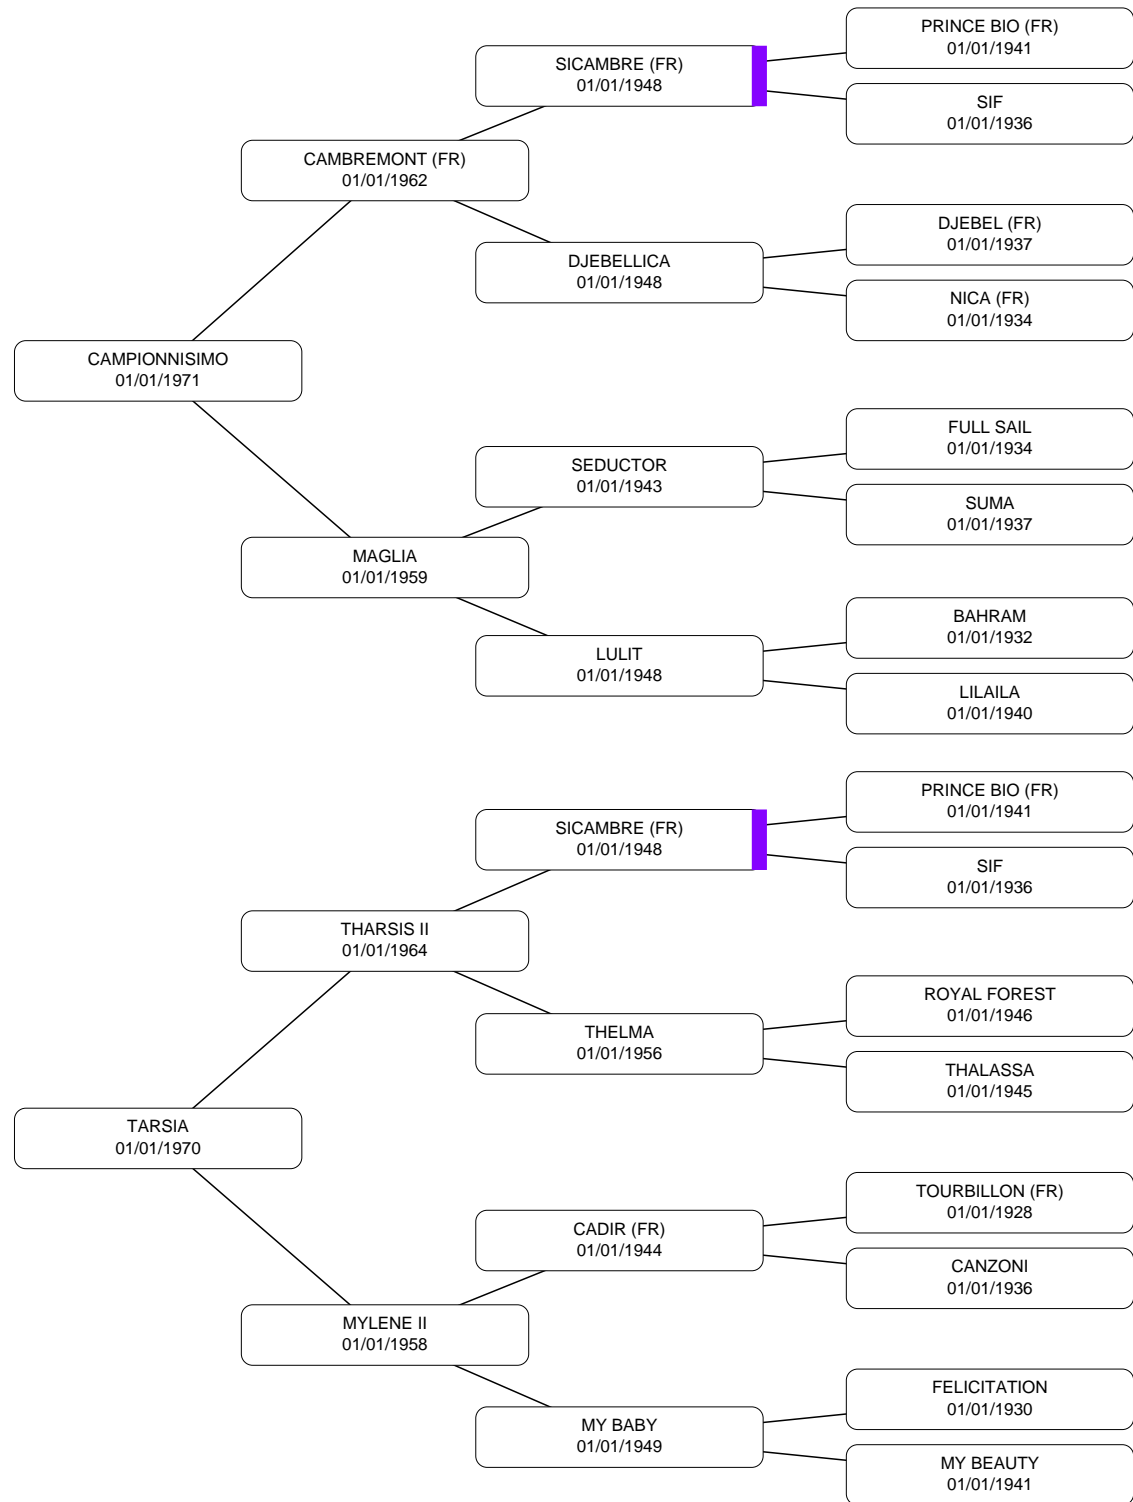 PRINCE BIO (FR)
01/01/1941
SICAMBRE (FR)
01/01/1948
SIF
01/01/1936
CAMBREMONT (FR)
01/01/1962
DJEBEL (FR)
01/01/1937
DJEBELLICA
01/01/1948
NICA (FR)
01/01/1934
CAMPIONNISIMO
01/01/1971
FULL SAIL
01/01/1934
SEDUCTOR
01/01/1943
SUMA
01/01/1937
MAGLIA
01/01/1959
BAHRAM
01/01/1932
LULIT
01/01/1948
LILAILA
01/01/1940
PRINCE BIO (FR)
01/01/1941
SICAMBRE (FR)
01/01/1948
SIF
01/01/1936
THARSIS II
01/01/1964
ROYAL FOREST
01/01/1946
THELMA
01/01/1956
THALASSA
01/01/1945
TARSIA
01/01/1970
TOURBILLON (FR)
01/01/1928
CADIR (FR)
01/01/1944
CANZONI
01/01/1936
MYLENE II
01/01/1958
FELICITATION
01/01/1930
MY BABY
01/01/1949
MY BEAUTY
01/01/1941